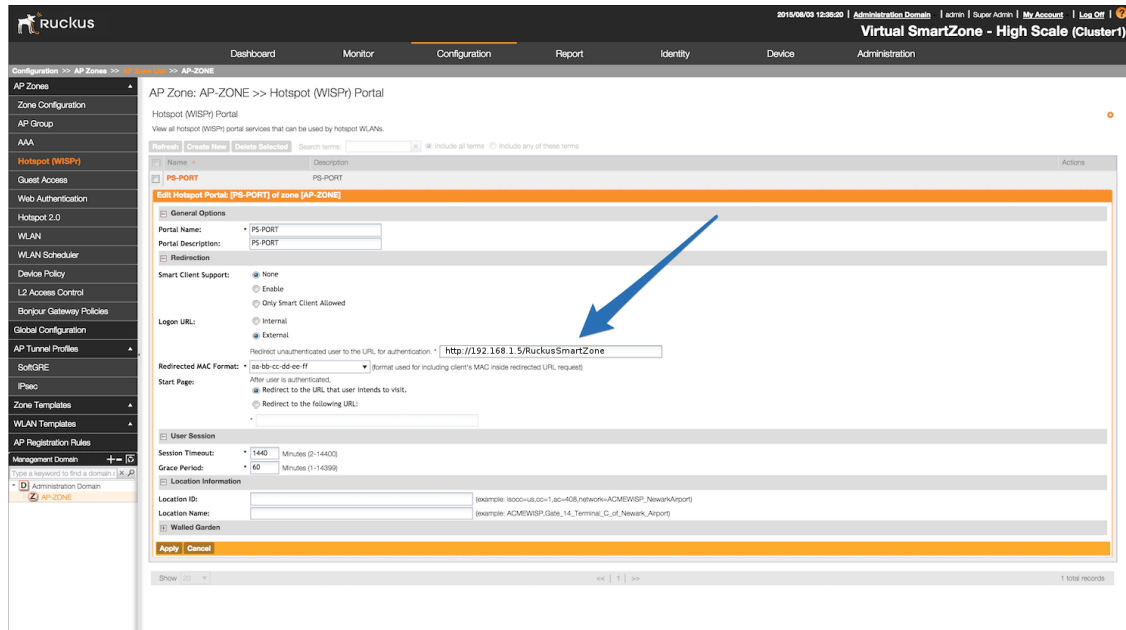 Ruckus
2015/08/03 12:35:20 | Administration Domain | admin | Super Admin | My Account | Log Off | ?
Virtual SmartZone - High Scale (Cluster1)
Dashboard Monitor Configuration Report Identity Device Administration
Configuration >> AP Zones >> >> AP-ZONE
AP Zones
Zone Configuration
AP Group
AAA
Hotspot (WISPr)
Guest Access
Web Authentication
Hotspot 2.0
WLAN
WLAN Scheduler
Device Policy
L2 Access Control
Bonjour Gateway Policies
Global Configuration
AP Tunnel Profiles
SoftGRE
IPsec
Zone Templates
WLAN Templates
AP Registration Rules
Management Domain
Type a keyword to find a domain
D Administration Domain
Z AP-ZONE
AP Zone: AP-ZONE >> Hotspot (WISPr) Portal
Hotspot (WISPr) Portal
View all hotspot (WISPr) portal services that can be used by hotspot WLANs.
Refresh Create New Delete Selected Search terms: Include all terms Include any of these terms
Name Description Actions
PS-PORT PS-PORT
Edit Hotspot Portal: [PS-PORT] of zone [AP-ZONE]
General Options
Portal Name: * PS-PORT
Portal Description: PS-PORT
Redirection
Smart Client Support: None
Enable
Only Smart Client Allowed
Logon URL: Internal
External
Redirect unauthenticated user to the URL for authentication. * http://192.168.1.5/RuckusSmartZone
Redirected MAC Format: * aa-bb-cc-dd-ee-ff (format used for including client's MAC inside redirected URL request)
Start Page: After user is authenticated,
Redirect to the URL that user intends to visit.
Redirect to the following URL:
*
User Session
Session Timeout: * 1440 Minutes (2-14400)
Grace Period: * 60 Minutes (1-14399)
Location Information
Location ID: (example: isocc=us,cc=1,ac=408,network=ACMEWISP_NewarkAirport)
Location Name: (example: ACMEWISP,Gate_14_Terminal_C_of_Newark_Airport)
Walled Garden
Apply Cancel
Show 20 << | 1 | >> 1 total records